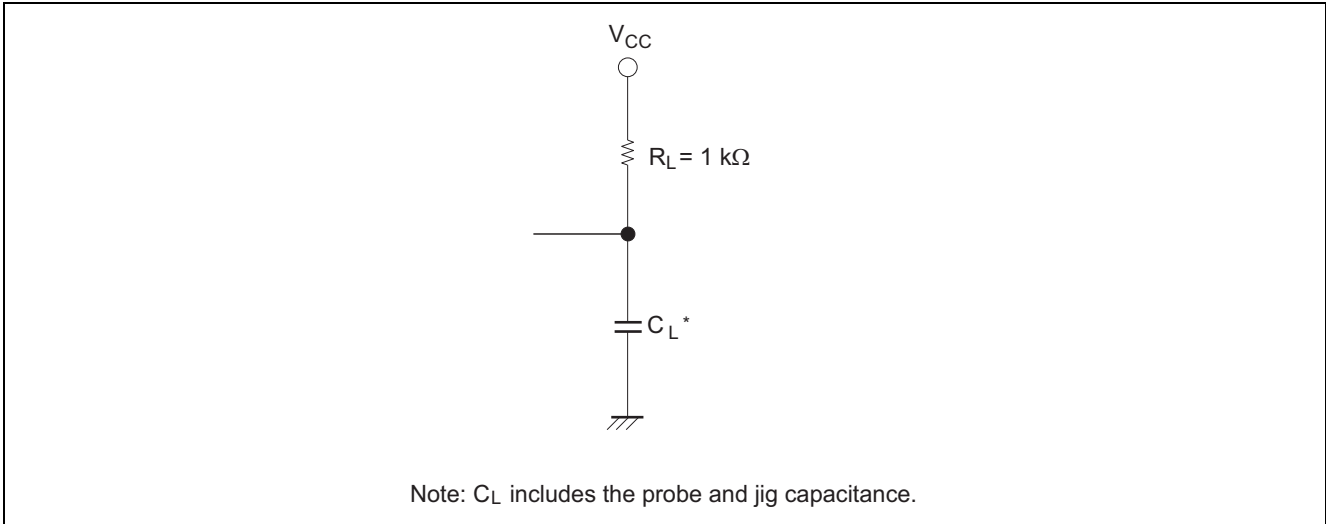 VCC
RL = 1 kΩ
CL*
Note: CL includes the probe and jig capacitance.